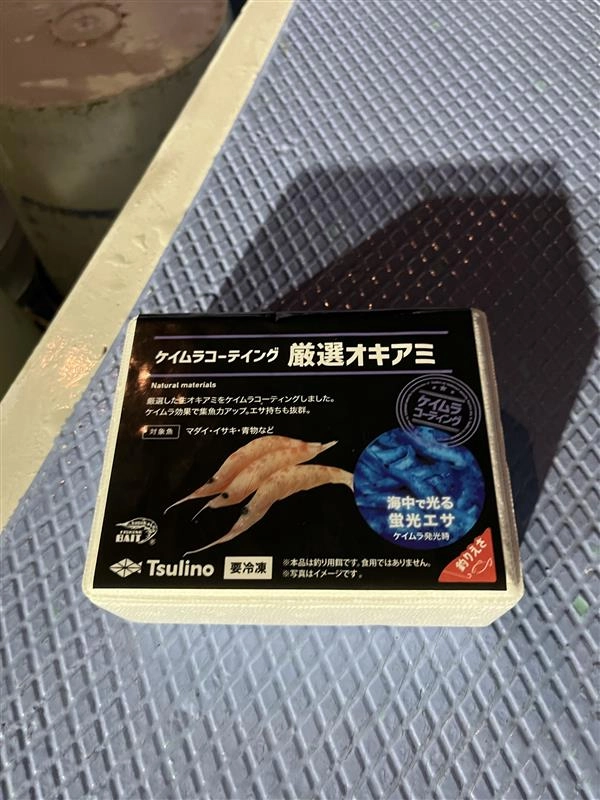 ケイムラコーティング 厳選オキアミ
Natural materials
厳選した生オキアミをケイムラコーティングしました。
ケイムラ効果で集魚力アップ。エサ持ちも抜群。
対象魚 マダイ・イサキ・青物など
ケイムラ
コーティング
海中で光る
蛍光エサ
ケイムラ発光時
FISHING
BAIT
®
釣りえさ
Tsulino
要冷凍
※本品は釣り用餌です。食用ではありません。
※写真はイメージです。